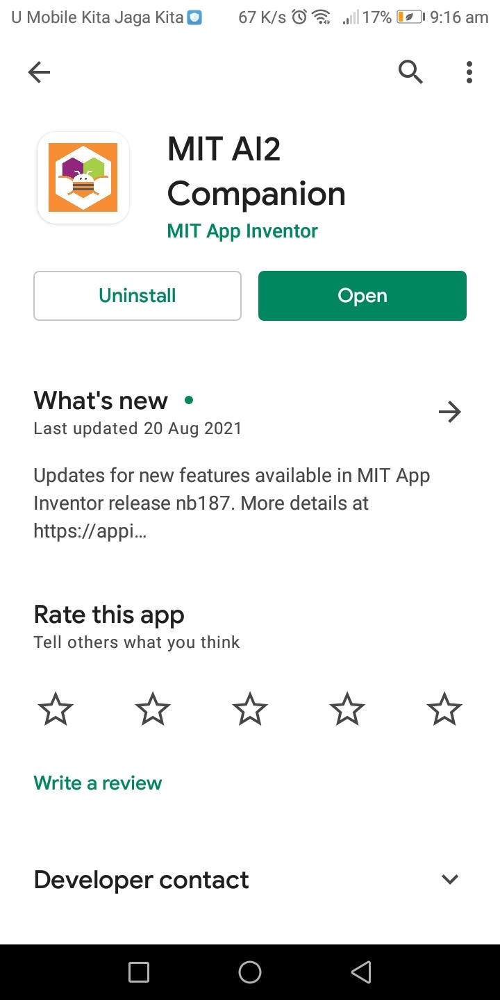 U Mobile Kita Jaga Kita 67 K/s 17% 9:16 am
MIT AI2
Companion
MIT App Inventor
Uninstall Open
What's new
Last updated 20 Aug 2021
Updates for new features available in MIT App
Inventor release nb187. More details at
https://appi…
Rate this app
Tell others what you think
Write a review
Developer contact